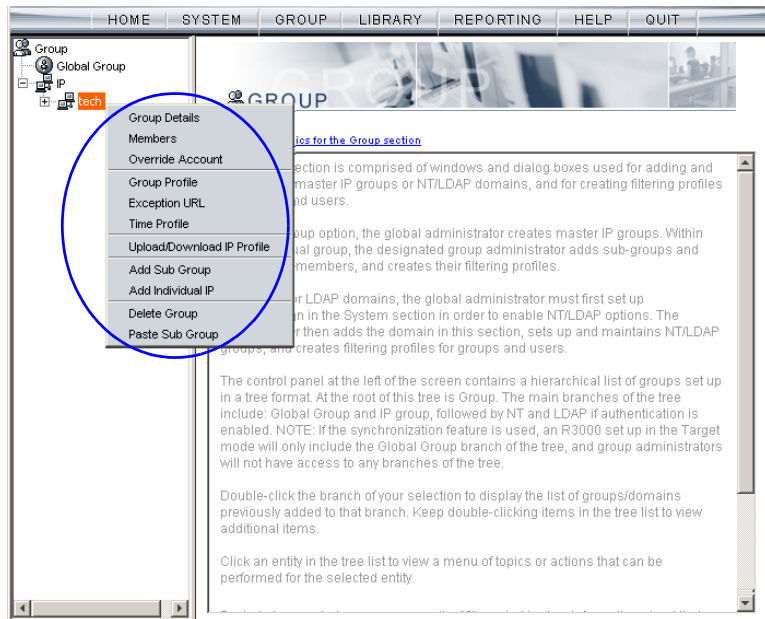 HOME SYSTEM GROUP LIBRARY REPORTING HELP QUIT
Group
Global Group
IP
tech
Group Details
Members
Override Account
Group Profile
Exception URL
Time Profile
Upload/Download IP Profile
Add Sub Group
Add Individual IP
Delete Group
Paste Sub Group
GROUP
ics for the Group section
ection is comprised of windows and dialog boxes used for adding and
master IP groups or NT/LDAP domains, and for creating filtering profiles
nd users.
oup option, the global administrator creates master IP groups. Within
ual group, the designated group administrator adds sub-groups and
members, and creates their filtering profiles.
r LDAP domains, the global administrator must first set up
n in the System section in order to enable NT/LDAP options. The
r then adds the domain in this section, sets up and maintains NT/LDAP
groups, and creates filtering profiles for groups and users.
The control panel at the left of the screen contains a hierarchical list of groups set up
in a tree format. At the root of this tree is Group. The main branches of the tree
include: Global Group and IP group, followed by NT and LDAP if authentication is
enabled. NOTE: If the synchronization feature is used, an R3000 set up in the Target
mode will only include the Global Group branch of the tree, and group administrators
will not have access to any branches of the tree.
Double-click the branch of your selection to display the list of groups/domains
previously added to that branch. Keep double-clicking items in the tree list to view
additional items.
Click an entity in the tree list to view a menu of topics or actions that can be
performed for the selected entity.